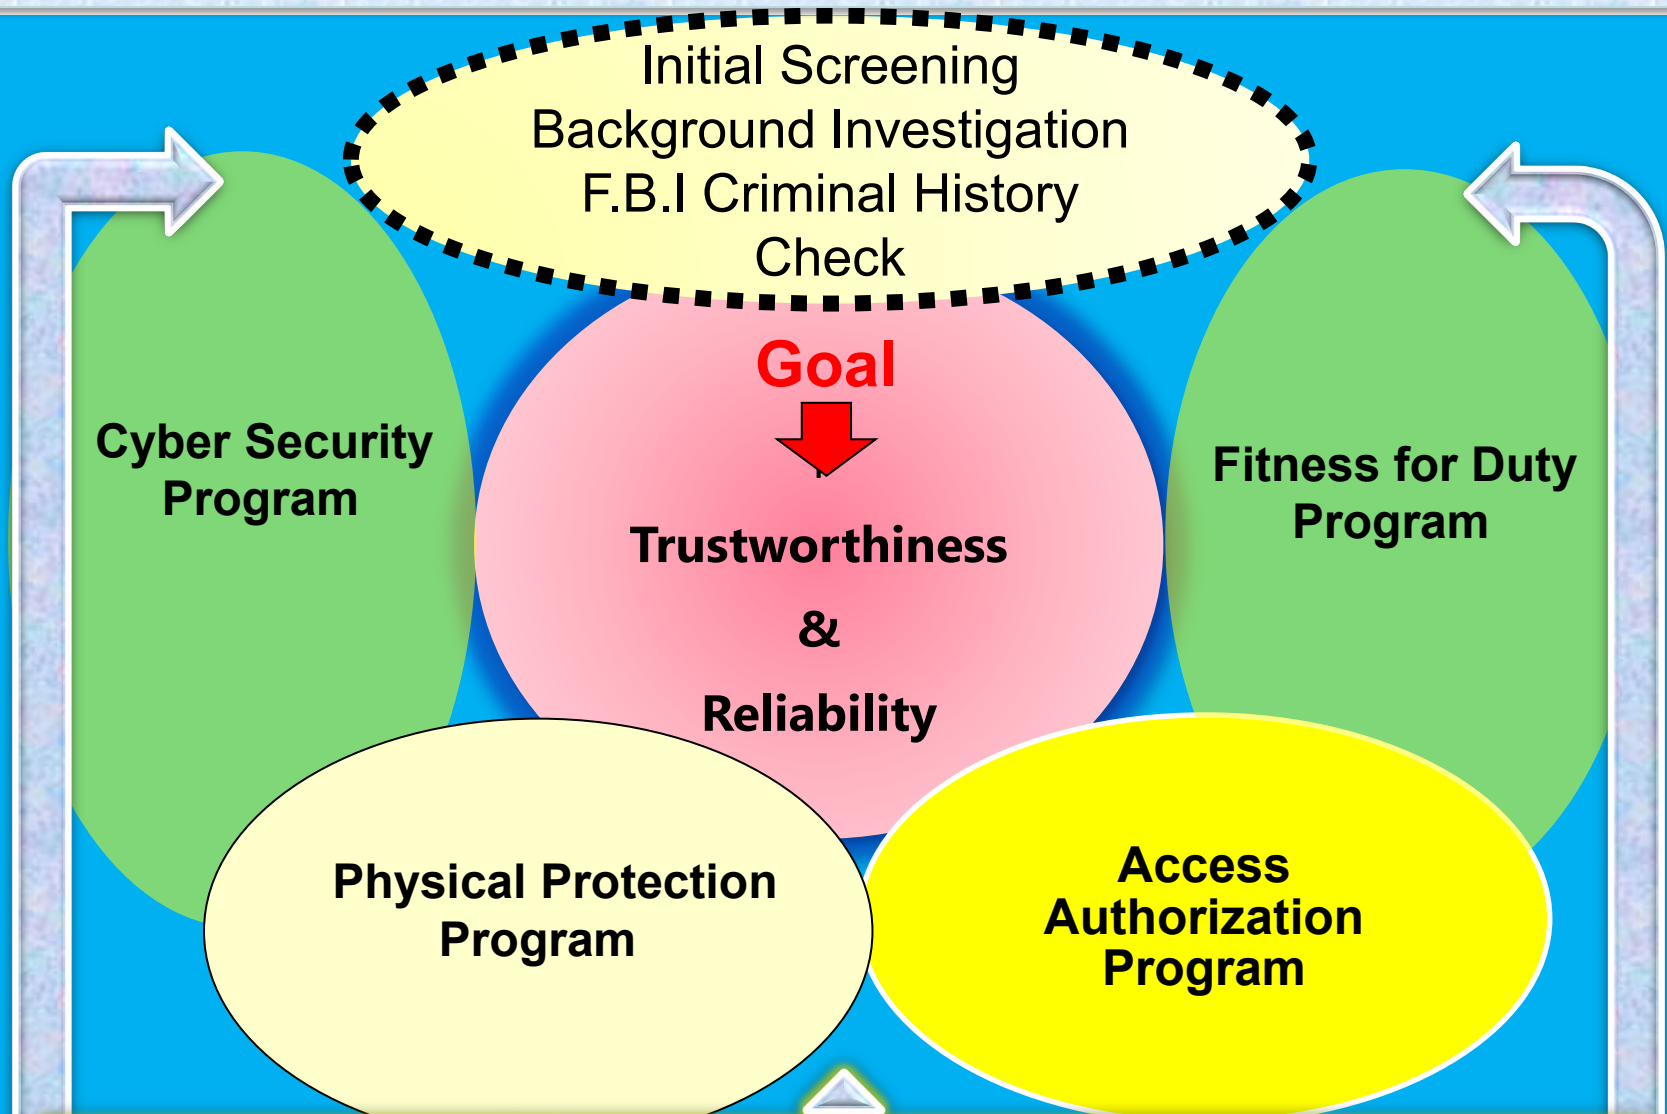 Initial Screening
Background Investigation
F.B.I Criminal History
Check
Goal
Cyber Security
Program
Fitness for Duty
Program
Trustworthiness
&
Reliability
Physical Protection
Program
Access
Authorization
Program